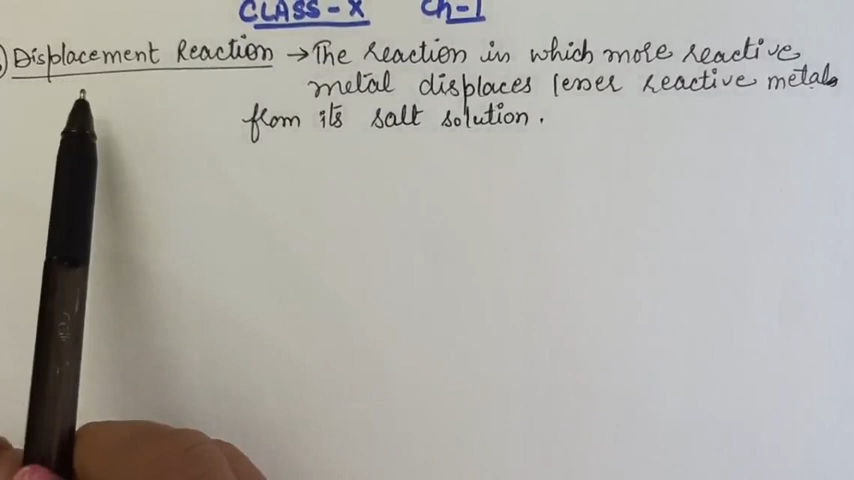 CLASS-X Ch-1
Displacement Reaction → The reaction in which more reactive
metal displaces lesser reactive metals
from its salt solution.